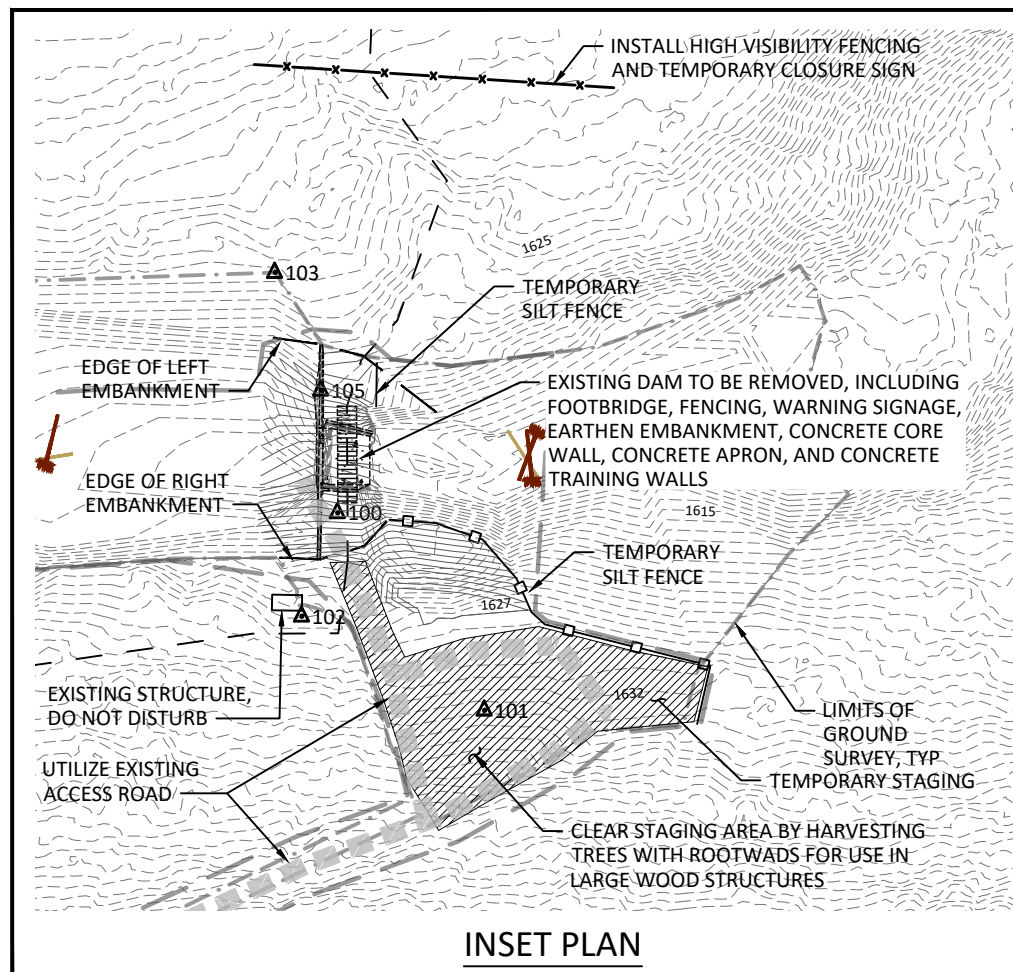 INSTALL HIGH VISIBILITY FENCING
AND TEMPORARY CLOSURE SIGN
1625
103
TEMPORARY
SILT FENCE
EDGE OF LEFT
EMBANKMENT
105
EXISTING DAM TO BE REMOVED, INCLUDING
FOOTBRIDGE, FENCING, WARNING SIGNAGE,
EARTHEN EMBANKMENT, CONCRETE CORE
WALL, CONCRETE APRON, AND CONCRETE
TRAINING WALLS
EDGE OF RIGHT
EMBANKMENT
100
1615
TEMPORARY
SILT FENCE
1627
102
EXISTING STRUCTURE,
DO NOT DISTURB
1632
101
LIMITS OF
GROUND
SURVEY, TYP
UTILIZE EXISTING
ACCESS ROAD
TEMPORARY STAGING
CLEAR STAGING AREA BY HARVESTING
TREES WITH ROOTWADS FOR USE IN
LARGE WOOD STRUCTURES
INSET PLAN